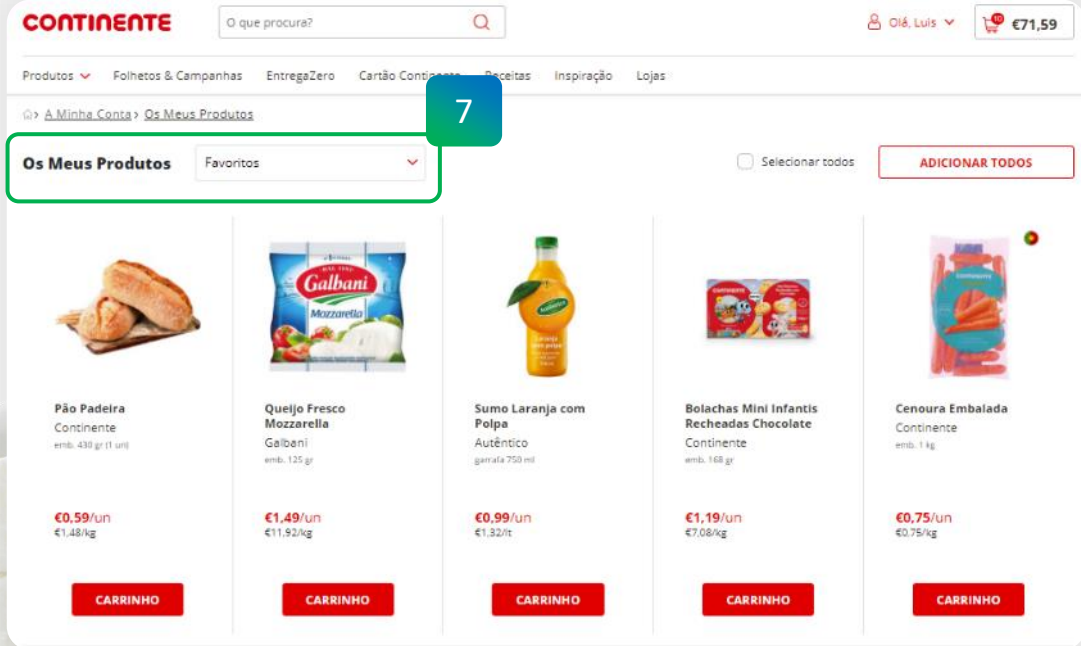 CONTINENTE
O que procura?
Olá, Luis
10
€71,59
Produtos
Folhetos & Campanhas
EntregaZero
Cartão Continente
Receitas
Inspiração
Lojas
A Minha Conta > Os Meus Produtos
7
Os Meus Produtos
Favoritos
Selecionar todos
ADICIONAR TODOS
Galbani
Mozzarella
Pão Padeira
Continente
emb. 430 gr (1 un)
€0,59/un
€1,48/kg
CARRINHO
Queijo Fresco
Mozzarella
Galbani
emb. 125 gr
€1,49/un
€11,92/kg
CARRINHO
Sumo Laranja com
Polpa
Autêntico
garrafa 750 ml
€0,99/un
€1,32/lt
CARRINHO
Bolachas Mini Infantis
Recheadas Chocolate
Continente
emb. 168 gr
€1,19/un
€7,08/kg
CARRINHO
Cenoura Embalada
Continente
emb. 1 kg
€0,75/un
€0,75/kg
CARRINHO